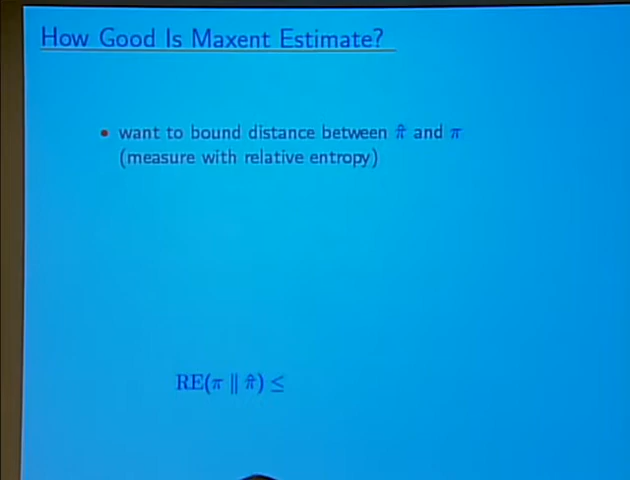 How Good Is Maxent Estimate?
• want to bound distance between π̂ and π
(measure with relative entropy)
RE(π ∥ π̂) ≤